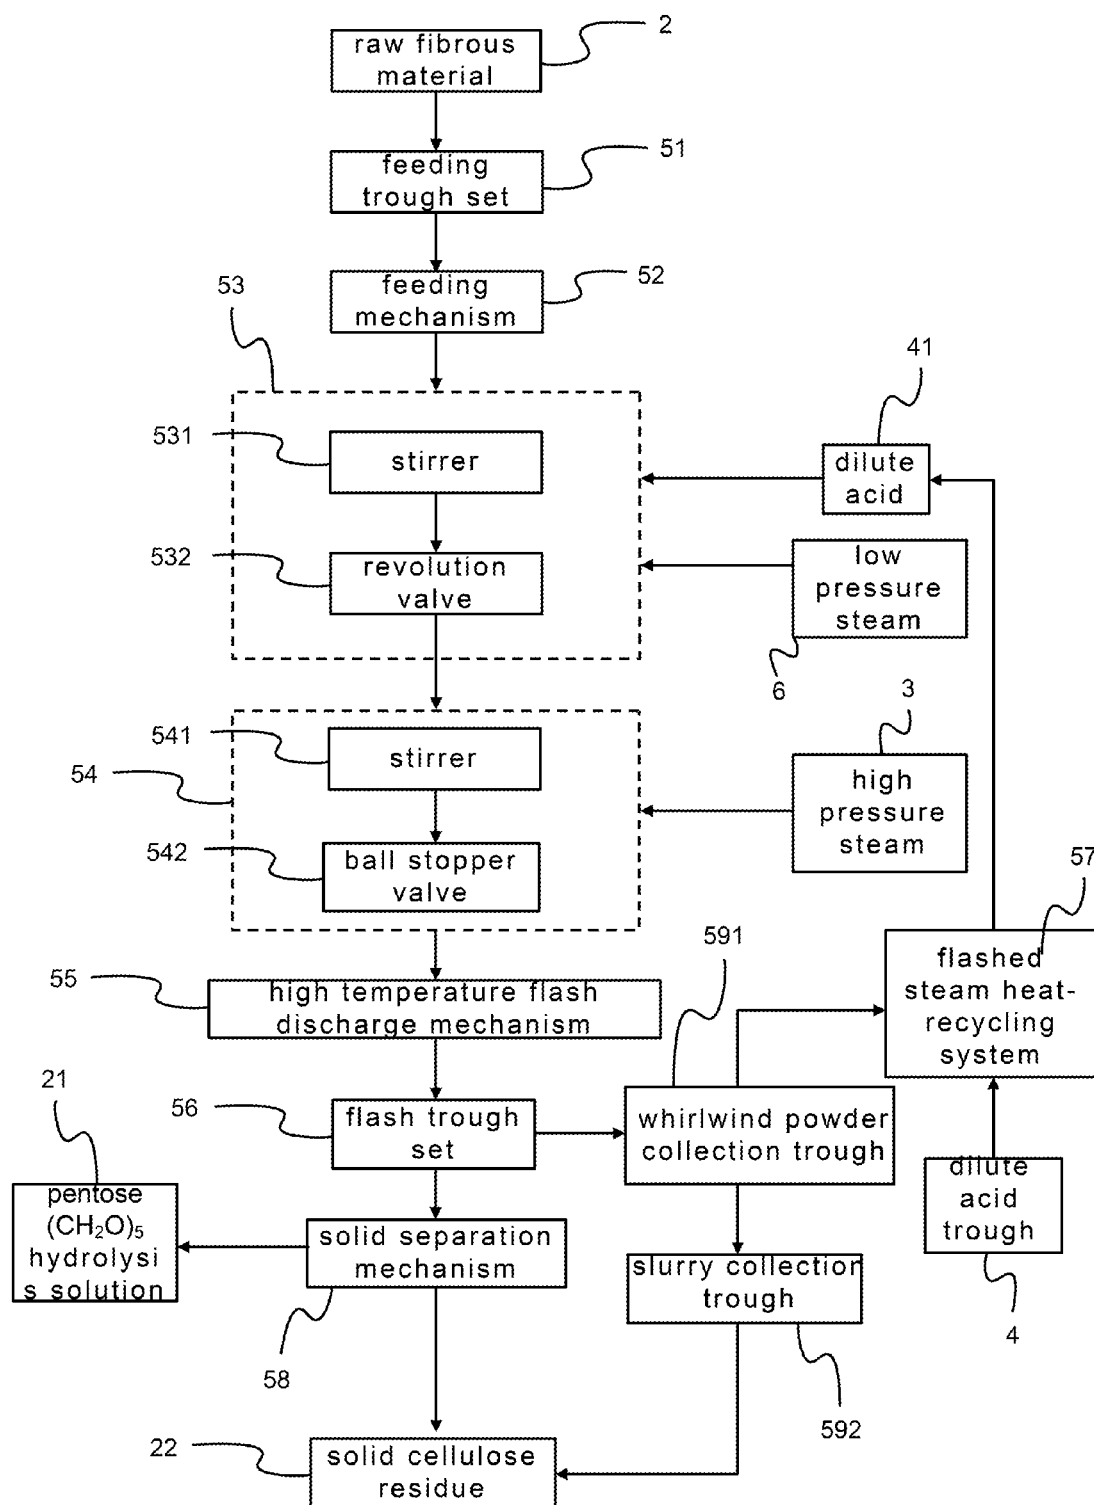 2
raw fibrous
material
51
feeding
trough set
52
feeding
mechanism
53
41
531
stirrer
dilute
acid
532
revolution
valve
low
pressure
steam
6
3
541
stirrer
54
high
pressure
steam
542
ball stopper
valve
57
591
flashed
steam heat-
recycling
system
55
high temperature flash
discharge mechanism
21
56
flash trough
set
whirlwind powder
collection trough
dilute
acid
trough
4
pentose
(CH₂O)₅
hydrolysi
s solution
solid separation
mechanism
58
slurry collection
trough
592
22
solid cellulose
residue